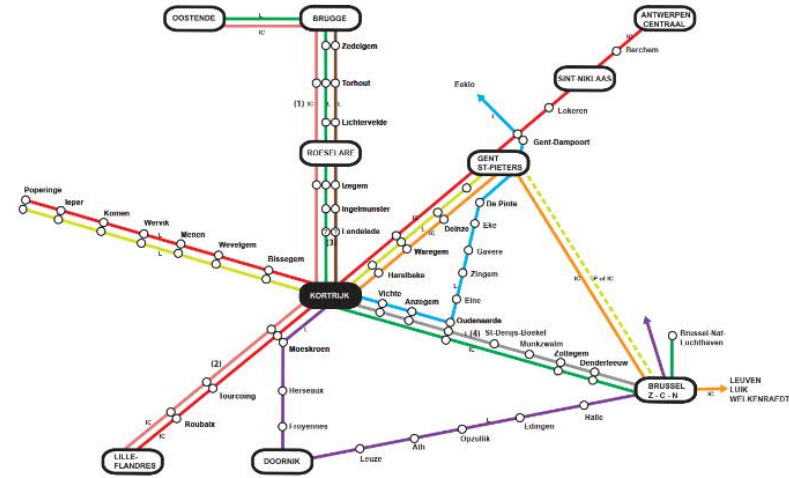 OOSTENDE
L
IC
BRUGGE
ANTWERPEN
CENTRAAL
IC
Berchem
Zedelgem
SINT-NIKLAAS
Torhout
(1) IC
L
L
Eeklo
L
Lokeren
Lichtervelde
Gent-Dampoort
ROESELARE
GENT
ST-PIETERS
Izegem
Poperinge
Ieper
De Pinte
Komen
Ingelmunster
IC
L
IC
Deinze
Eke
Wervik
L
L
Menen
Lendelede
(3)
Wevelgem
Waregem
Gavere
Bissegem
Harelbeke
Zingem
IC
P of IC
L
KORTRIJK
Vichte
Anzegem
Eine
Oudenaarde
L
(4)
IC
St-Denijs-Boekel
Munkzwalm
Zottegem
Denderleeuw
Brussel-Nat-
Luchthaven
L
Moeskroen
(2)
Tourcoing
Herseaux
BRUSSEL
Z - C - N
IC
LEUVEN
LUIK
WELKENRAEDT
IC
IC
Roubaix
Froyennes
Halle
L
Edingen
Opzullik
Ath
Leuze
LILLE-
FLANDRES
DOORNIK